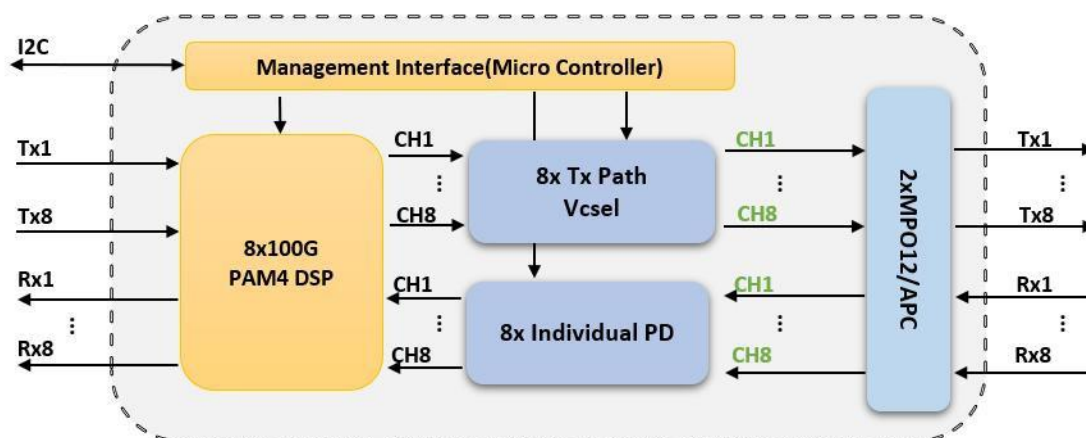 I2C
Management Interface(Micro Controller)
Tx1
Tx8
Rx1
⋮
Rx8
8x100G
PAM4 DSP
CH1
⋮
CH8
CH1
⋮
CH8
8x Tx Path
Vcsel
8x Individual PD
CH1
⋮
CH8
CH1
⋮
CH8
2xMPO12/APC
Tx1
⋮
Tx8
Rx1
⋮
Rx8